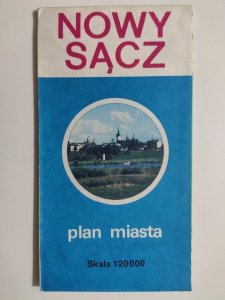 NOWY
SĄCZ
plan miasta
Skala 1:20000